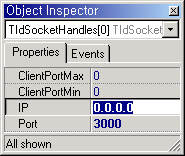 Object Inspector
TIdSocketHandles[0] TIdSocket
Properties Events
ClientPortMax 0
ClientPortMin 0
IP 0.0.0.0
Port 3000
All shown